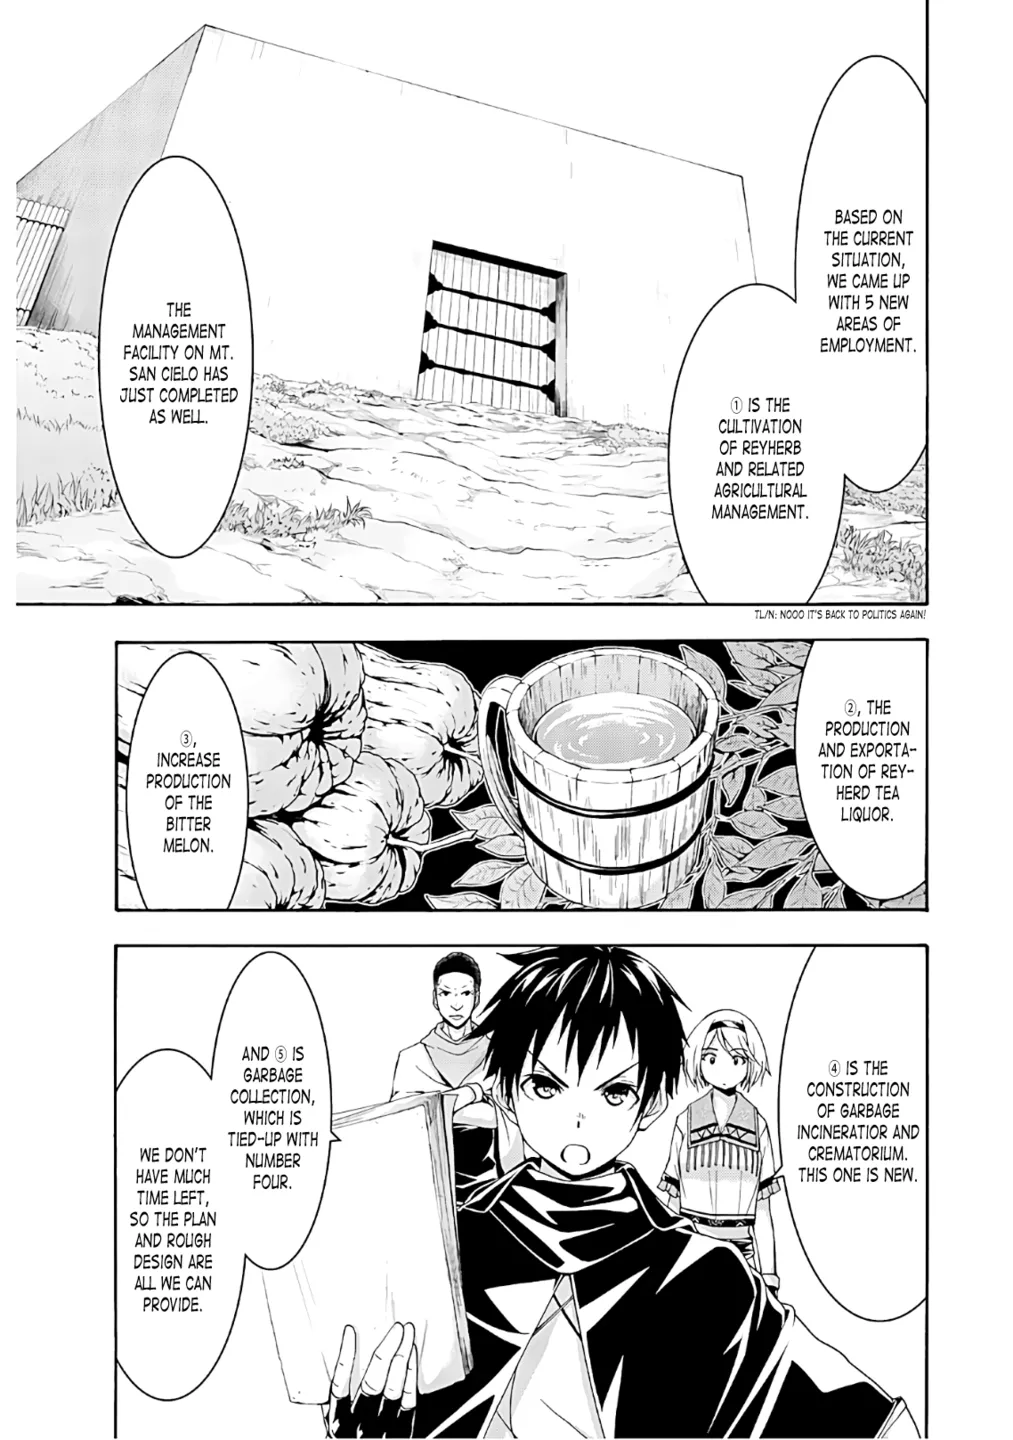 BASED ON
THE CURRENT
SITUATION,
WE CAME UP
WITH 5 NEW
AREAS OF
EMPLOYMENT.
① IS THE
CULTIVATION
OF REYHERB
AND RELATED
AGRICULTURAL
MANAGEMENT.
THE
MANAGEMENT
FACILITY ON MT.
SAN CIELO HAS
JUST COMPLETED
AS WELL.
TL/N: NOOO IT'S BACK TO POLITICS AGAIN!
②, THE
PRODUCTION
AND EXPORTA-
TION OF REY-
HERD TEA
LIQUOR.
③,
INCREASE
PRODUCTION
OF THE
BITTER
MELON.
④ IS THE
CONSTRUCTION
OF GARBAGE
INCINERATIOR AND
CREMATORIUM.
THIS ONE IS NEW.
AND ⑤ IS
GARBAGE
COLLECTION,
WHICH IS
TIED-UP WITH
NUMBER
FOUR.
WE DON'T
HAVE MUCH
TIME LEFT,
SO THE PLAN
AND ROUGH
DESIGN ARE
ALL WE CAN
PROVIDE.